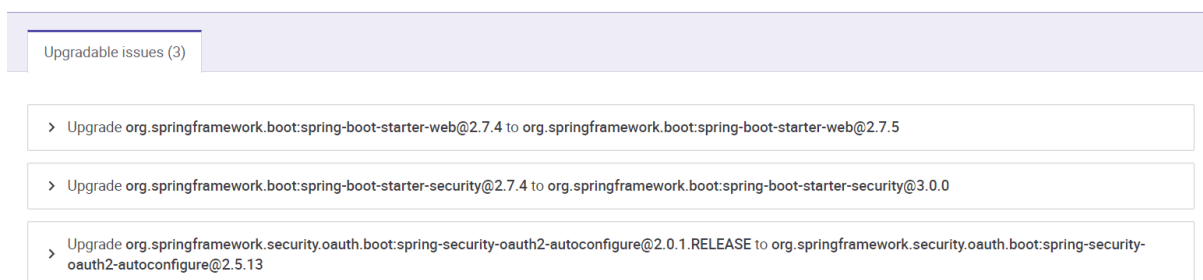 Upgradable issues (3)
Upgrade org.springframework.boot:spring-boot-starter-web@2.7.4 to org.springframework.boot:spring-boot-starter-web@2.7.5
Upgrade org.springframework.boot:spring-boot-starter-security@2.7.4 to org.springframework.boot:spring-boot-starter-security@3.0.0
Upgrade org.springframework.security.oauth.boot:spring-security-oauth2-autoconfigure@2.0.1.RELEASE to org.springframework.security.oauth.boot:spring-security-
oauth2-autoconfigure@2.5.13